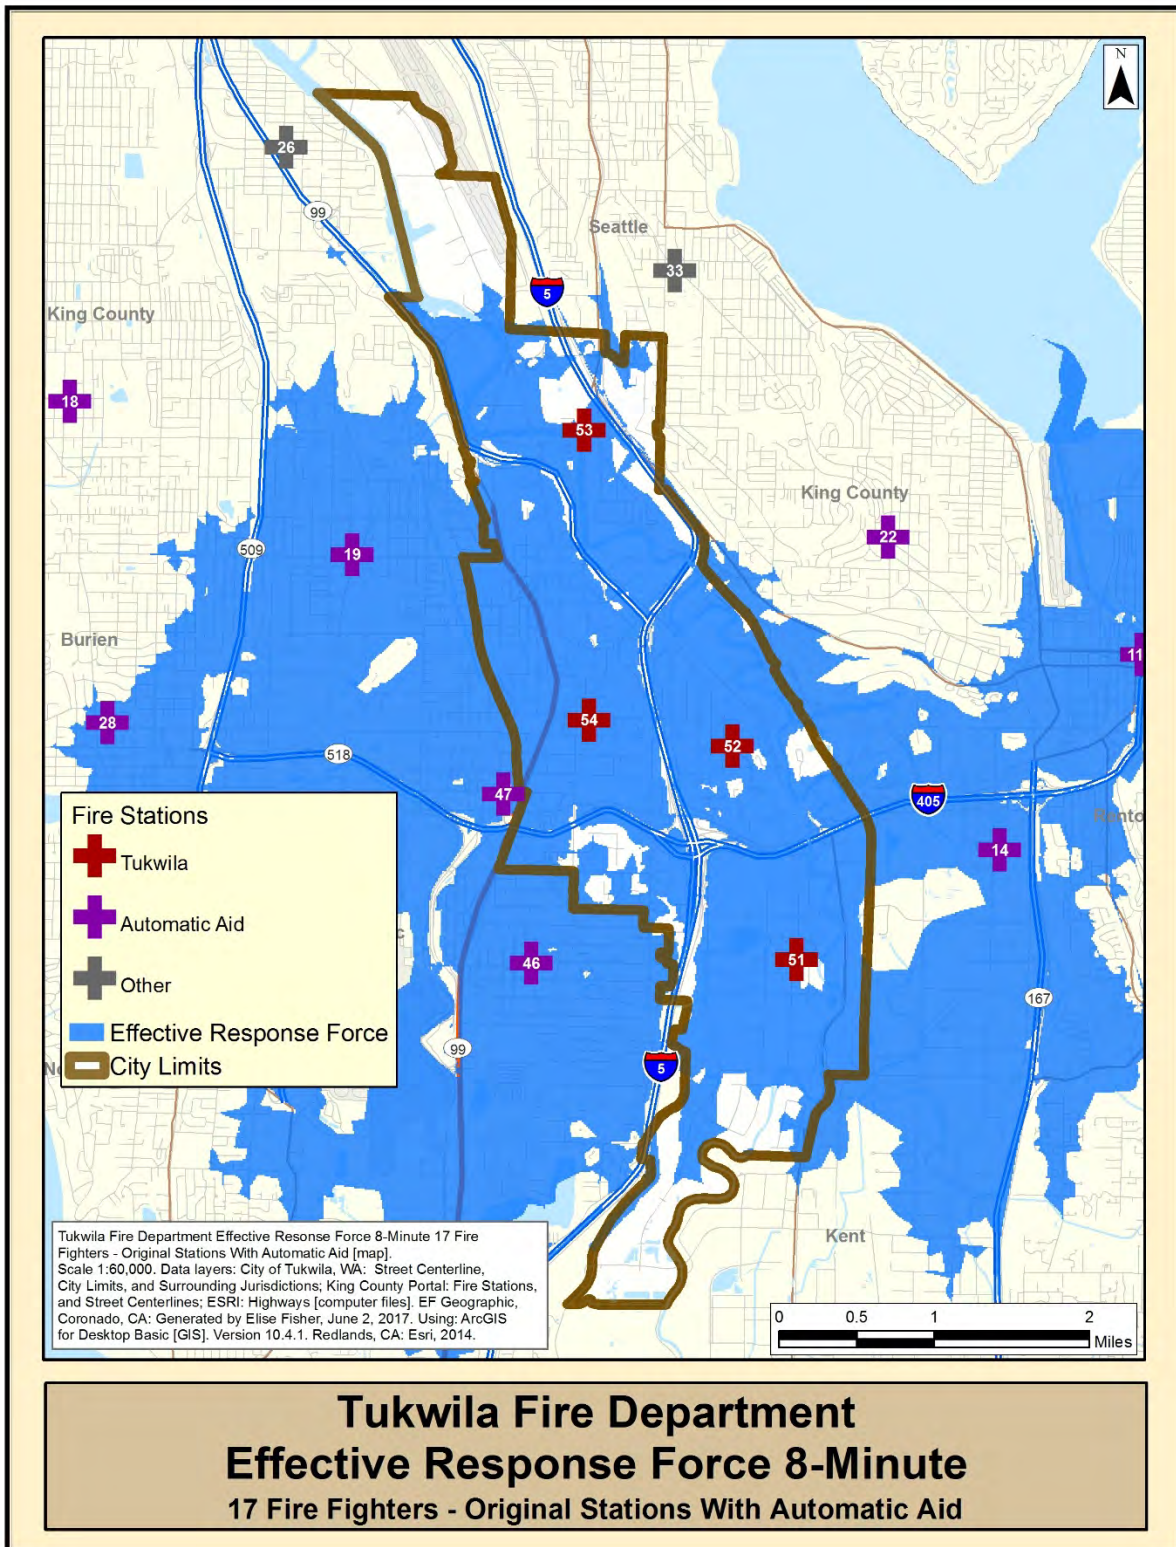 N
26
99
Seattle
33
5
King County
18
53
King County
22
19
509
Burien
11
28
54
52
518
47
405
14
Fire Stations
Tukwila
Automatic Aid
Other
Effective Response Force
City Limits
46
51
167
99
5
Kent
Tukwila Fire Department Effective Resonse Force 8-Minute 17 Fire
Fighters - Original Stations With Automatic Aid [map].
Scale 1:60,000. Data layers: City of Tukwila, WA: Street Centerline,
City Limits, and Surrounding Jurisdictions; King County Portal: Fire Stations,
and Street Centerlines; ESRI: Highways [computer files]. EF Geographic,
Coronado, CA: Generated by Elise Fisher, June 2, 2017. Using: ArcGIS
for Desktop Basic [GIS]. Version 10.4.1. Redlands, CA: Esri, 2014.
0 0.5 1 2
Miles
Tukwila Fire Department
Effective Response Force 8-Minute
17 Fire Fighters - Original Stations With Automatic Aid